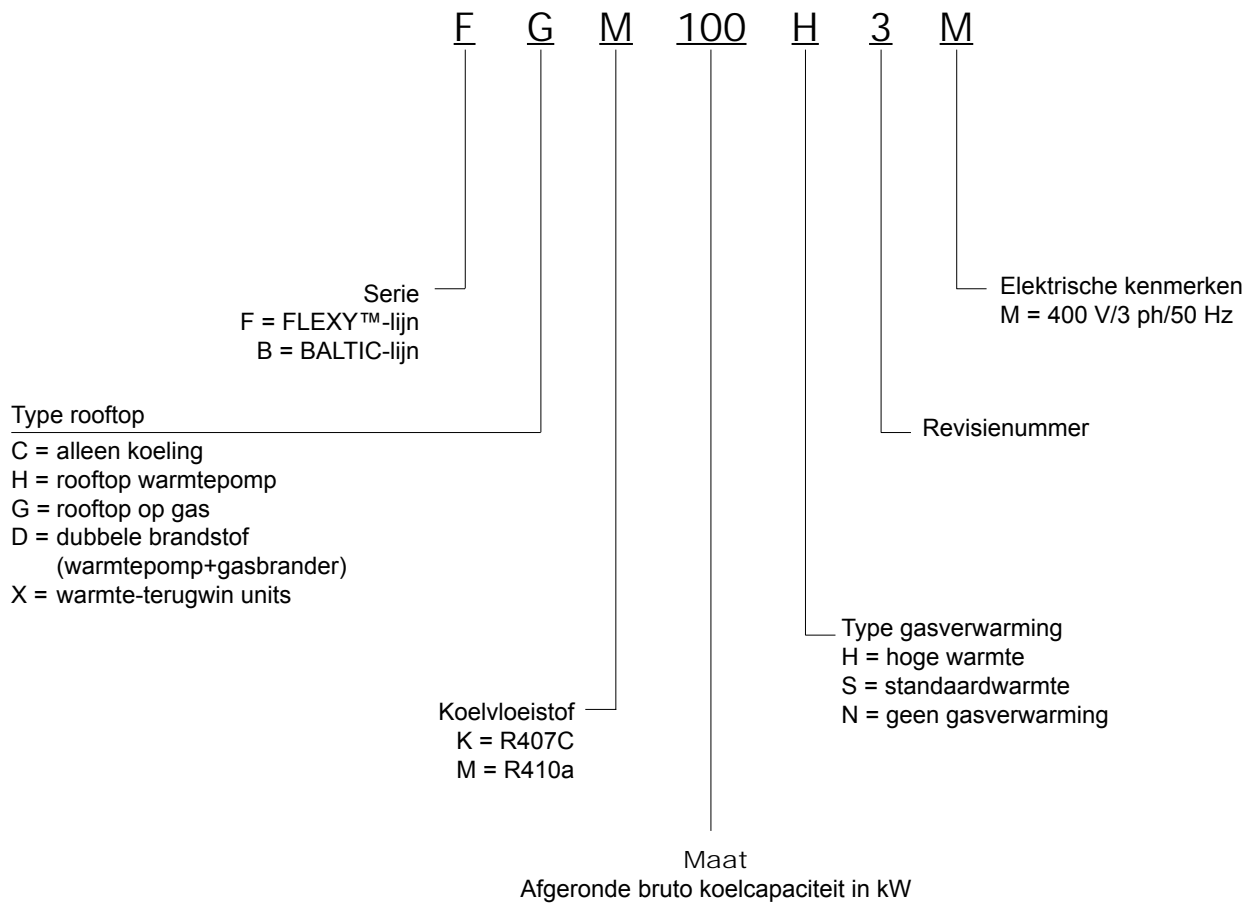 F G M 100 H 3 M
Serie
F = FLEXY™-lijn
B = BALTIC-lijn
Elektrische kenmerken
M = 400 V/3 ph/50 Hz
Type rooftop
C = alleen koeling
H = rooftop warmtepomp
G = rooftop op gas
D = dubbele brandstof
(warmtepomp+gasbrander)
X = warmte-terugwin units
Revisienummer
Type gasverwarming
H = hoge warmte
S = standaardwarmte
N = geen gasverwarming
Koelvloeistof
K = R407C
M = R410a
Maat
Afgeronde bruto koelcapaciteit in kW